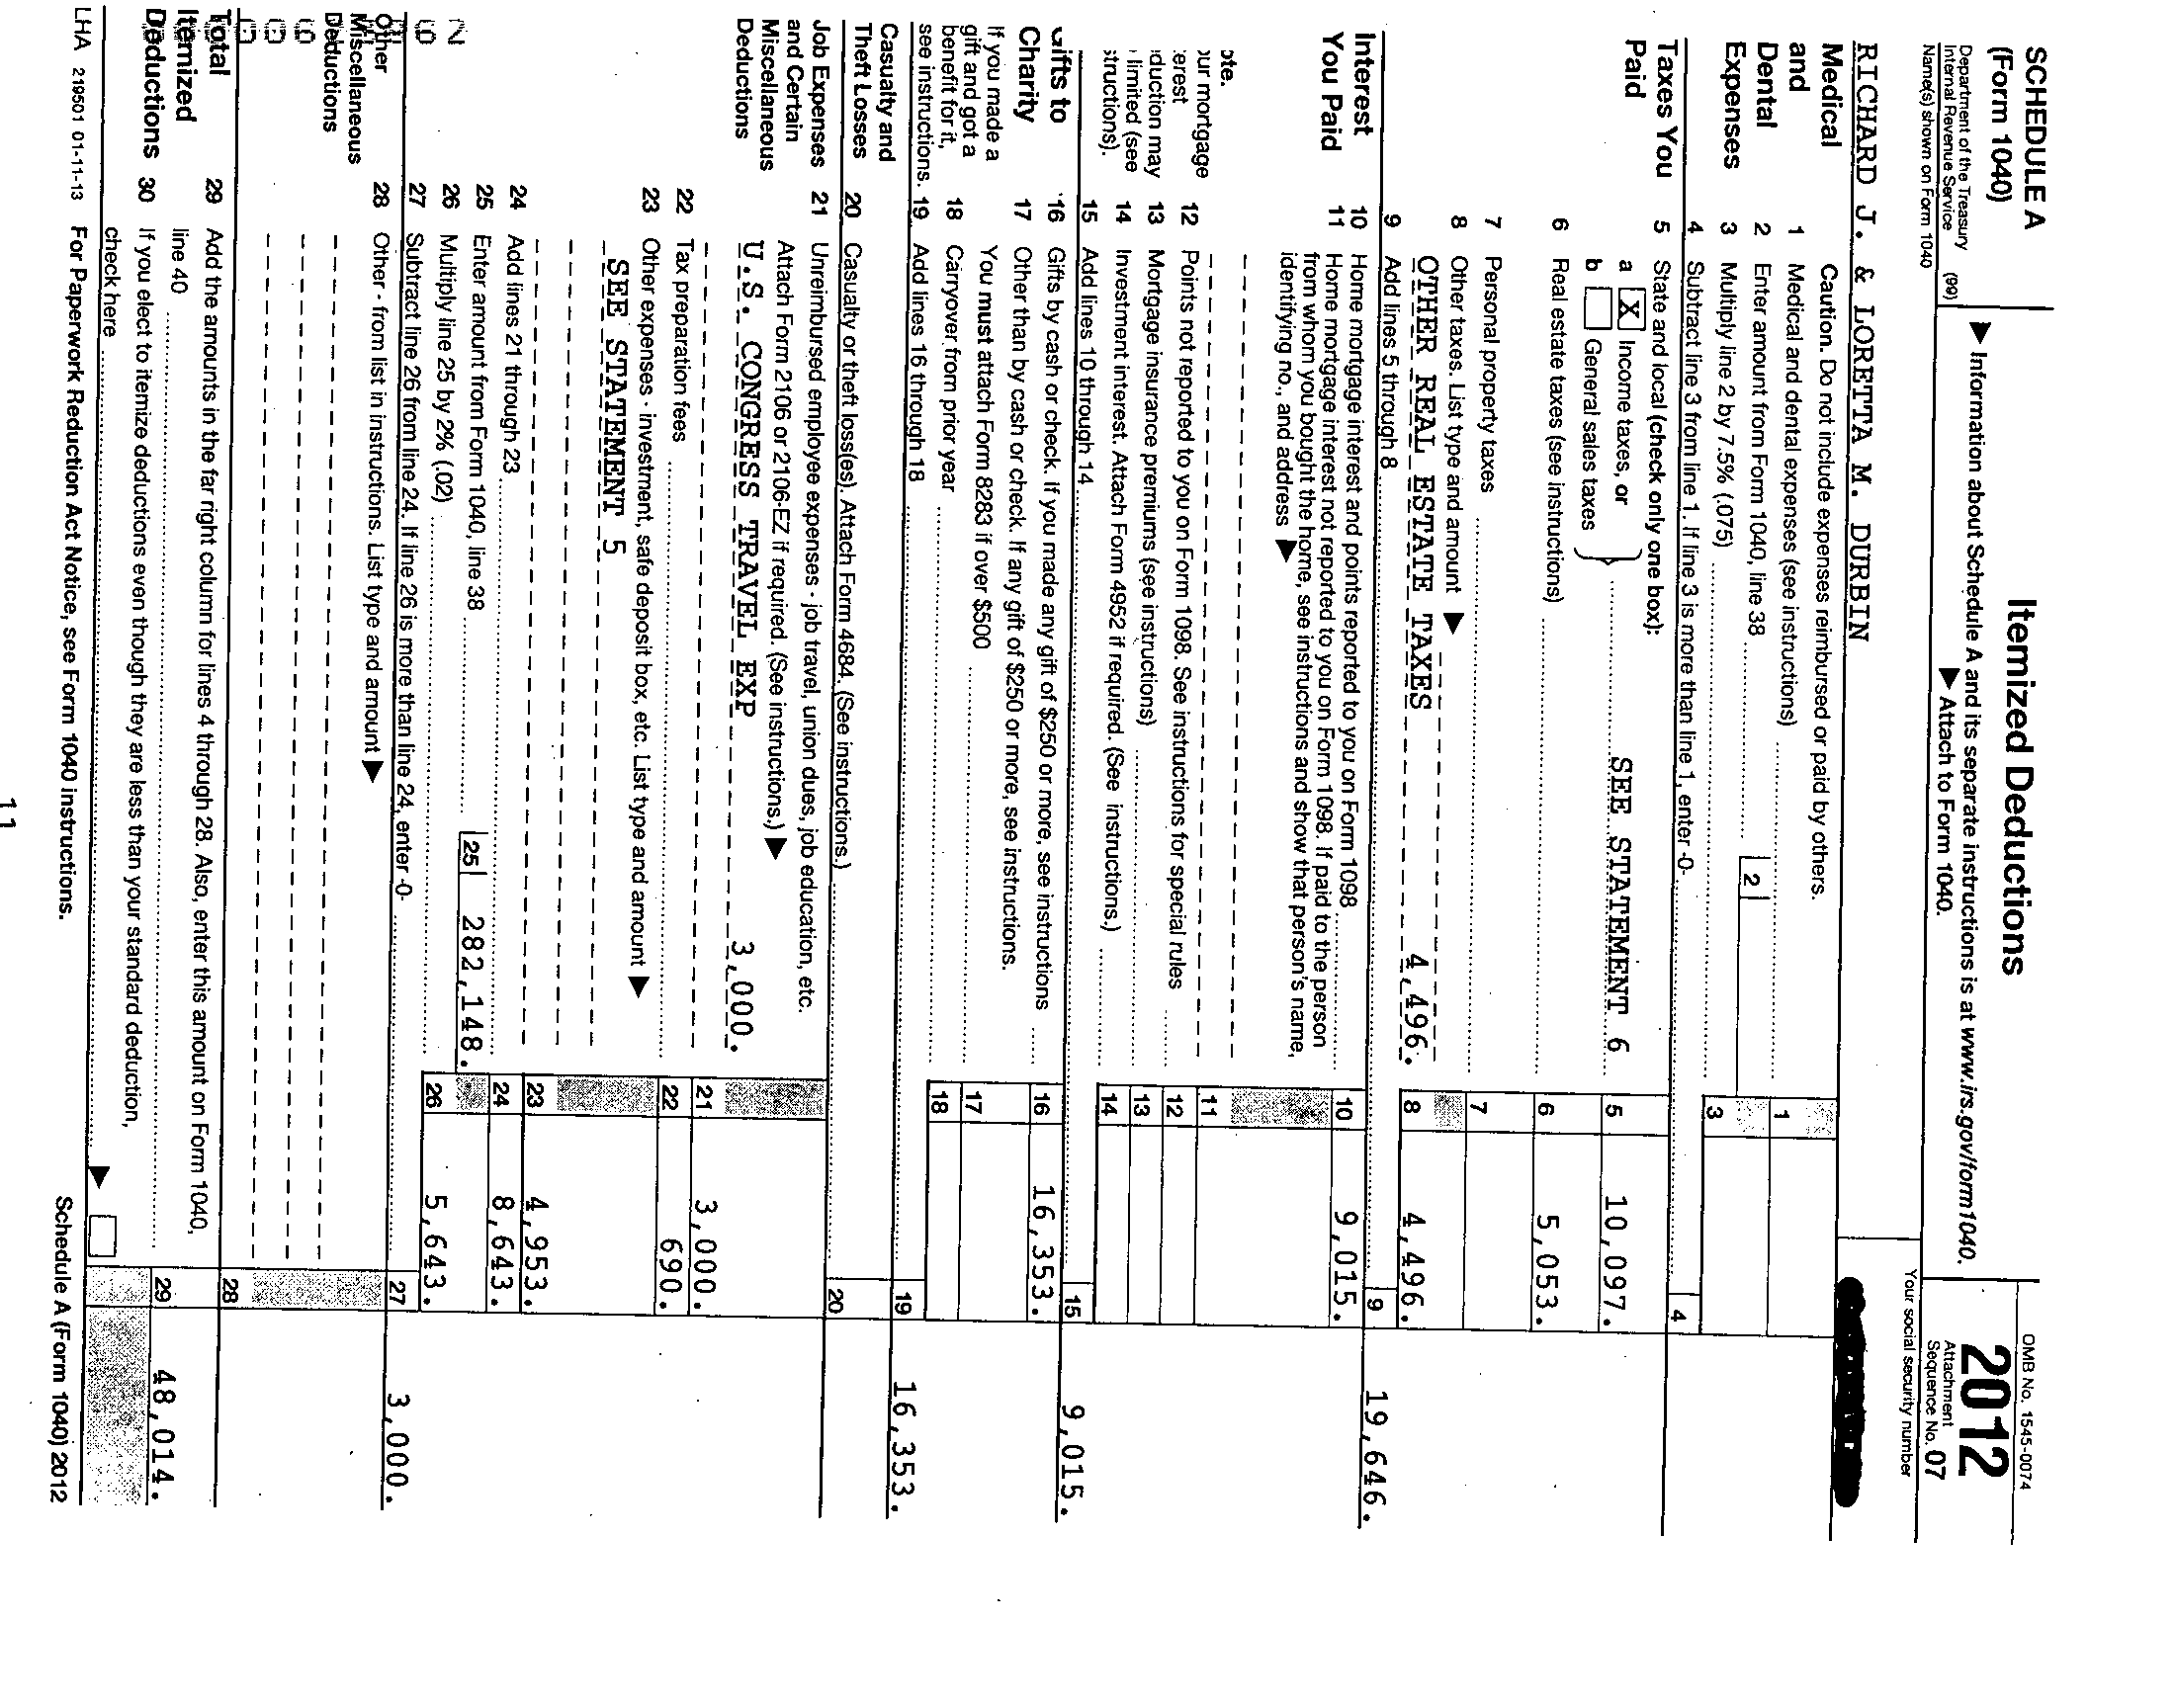 SCHEDULE A
(Form 1040)
Department of the Treasury
Internal Revenue Service (99)
Itemized Deductions
▶ Information about Schedule A and its separate instructions is at www.irs.gov/form1040.
▶ Attach to Form 1040.
OMB No. 1545-0074
2012
Attachment
Sequence No. 07
Name(s) shown on Form 1040
Your social security number
RICHARD J. & LORETTA M. DURBIN
Medical
and
Dental
Expenses
Caution. Do not include expenses reimbursed or paid by others.
1 Medical and dental expenses (see instructions) 1
2 Enter amount from Form 1040, line 38 2
3 Multiply line 2 by 7.5% (.075) 3
4 Subtract line 3 from line 1. If line 3 is more than line 1, enter -0- 4
Taxes You
Paid
5 State and local (check only one box):
a X Income taxes, or
b General sales taxes
SEE STATEMENT 6 5 10,097.
6 Real estate taxes (see instructions) 6 5,053.
7 Personal property taxes 7
8 Other taxes. List type and amount ▶
OTHER REAL ESTATE TAXES 4,496. 8 4,496.
9 Add lines 5 through 8 9 19,646.
Interest
You Paid
10 Home mortgage interest and points reported to you on Form 1098 10 9,015.
11 Home mortgage interest not reported to you on Form 1098. If paid to the person
from whom you bought the home, see instructions and show that person's name,
identifying no., and address ▶
11
ote.
our mortgage
erest
duction may
limited (see
structions).
12 Points not reported to you on Form 1098. See instructions for special rules 12
13 Mortgage insurance premiums (see instructions) 13
14 Investment interest. Attach Form 4952 if required. (See instructions.) 14
15 Add lines 10 through 14 15 9,015.
Gifts to
Charity
If you made a
gift and got a
benefit for it,
see instructions.
16 Gifts by cash or check. If you made any gift of $250 or more, see instructions 16 16,353.
17 Other than by cash or check. If any gift of $250 or more, see instructions.
You must attach Form 8283 if over $500 17
18 Carryover from prior year 18
19 Add lines 16 through 18 19 16,353.
Casualty and
Theft Losses
20 Casualty or theft loss(es). Attach Form 4684. (See instructions.) 20
Job Expenses
and Certain
Miscellaneous
Deductions
21 Unreimbursed employee expenses - job travel, union dues, job education, etc.
Attach Form 2106 or 2106-EZ if required. (See instructions.) ▶
U.S. CONGRESS TRAVEL EXP 3,000. 21 3,000.
22 Tax preparation fees 22 690.
23 Other expenses - investment, safe deposit box, etc. List type and amount ▶
SEE STATEMENT 5
23 4,953.
24 Add lines 21 through 23 24 8,643.
25 Enter amount from Form 1040, line 38 25 282,148.
26 Multiply line 25 by 2% (.02) 26 5,643.
27 Subtract line 26 from line 24. If line 26 is more than line 24, enter -0- 27 3,000.
Other
Miscellaneous
Deductions
28 Other - from list in instructions. List type and amount ▶
28
Total
Itemized
Deductions
29 Add the amounts in the far right column for lines 4 through 28. Also, enter this amount on Form 1040,
line 40 29 48,014.
30 If you elect to itemize deductions even though they are less than your standard deduction,
check here ▶
LHA 219501 01-11-13 For Paperwork Reduction Act Notice, see Form 1040 instructions. Schedule A (Form 1040) 2012
11